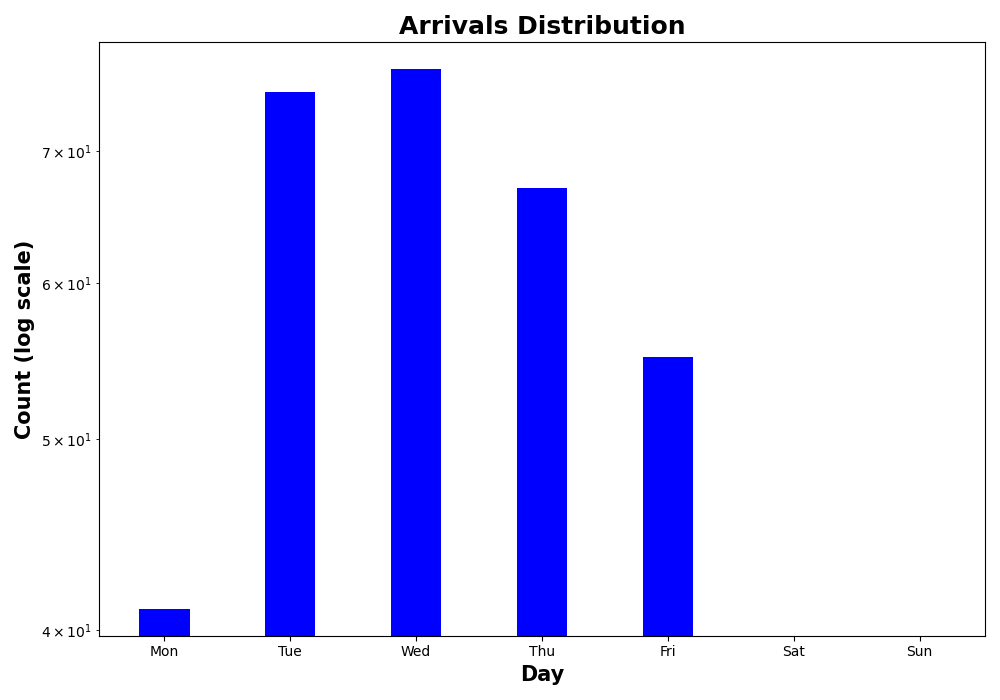 Arrivals Distribution
Count (log scale)
7 × 10¹
6 × 10¹
5 × 10¹
4 × 10¹
Mon Tue Wed Thu Fri Sat Sun
Day